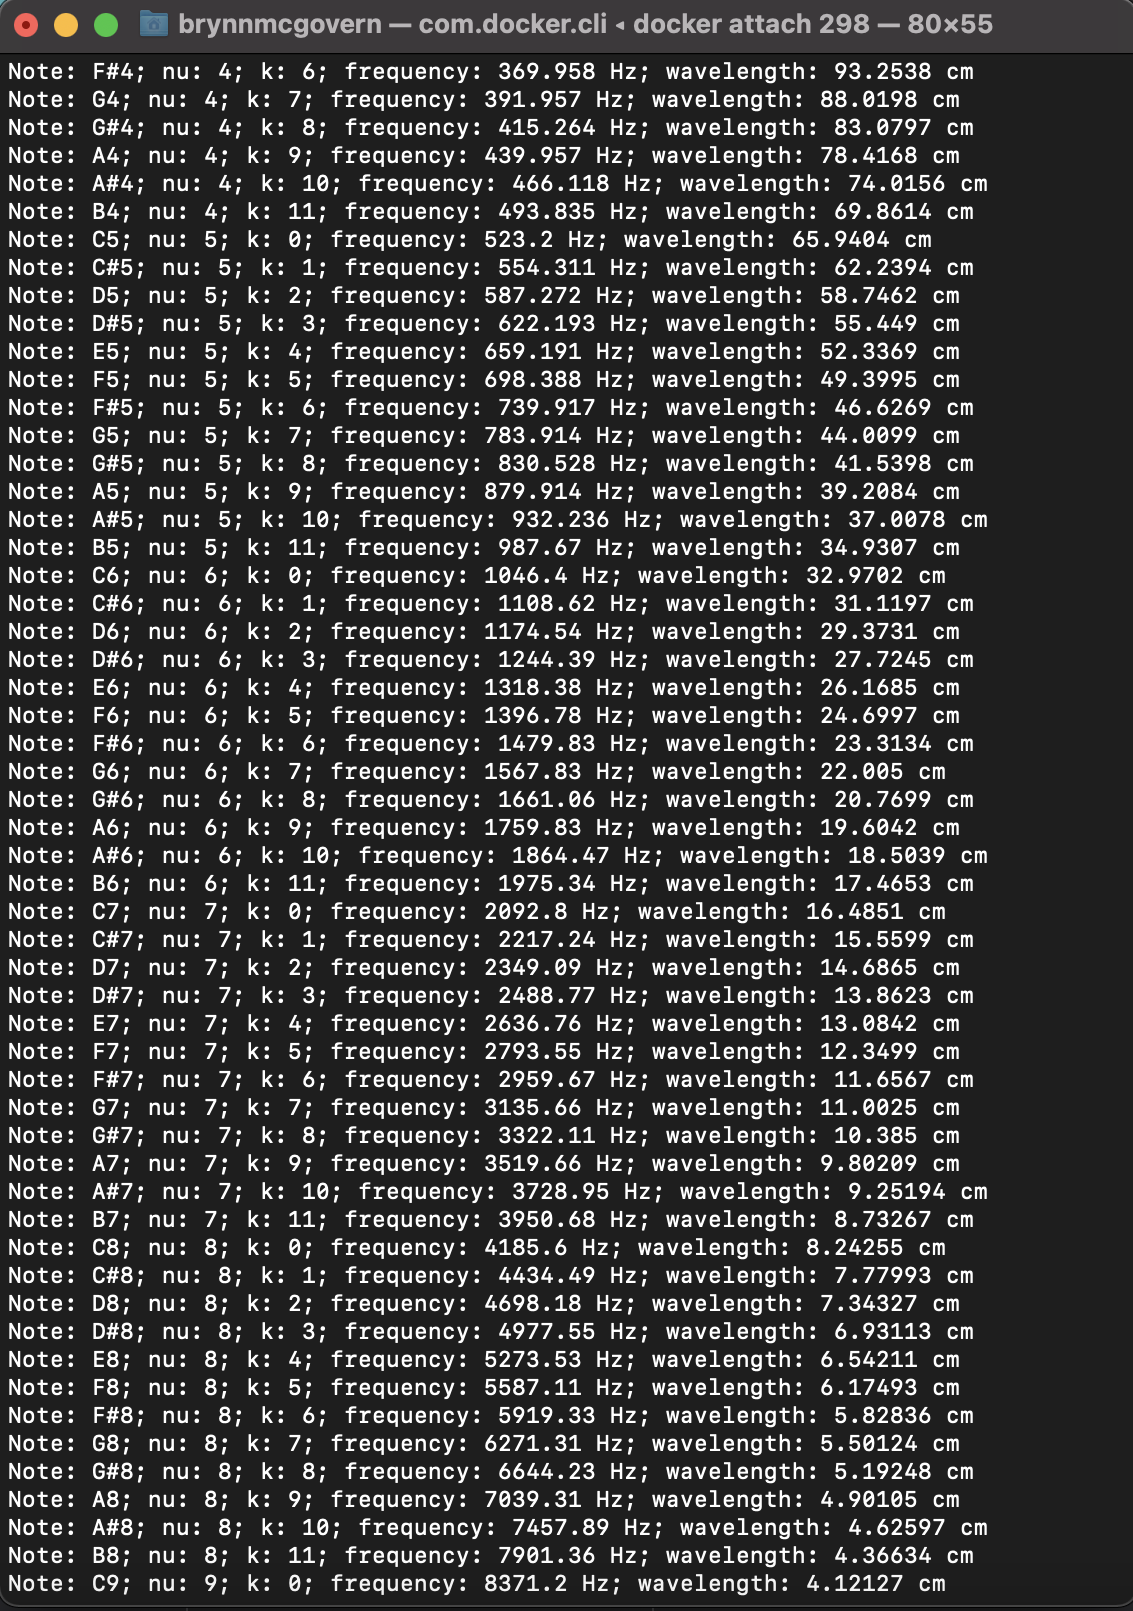 brynnmcgovern — com.docker.cli ◂ docker attach 298 — 80×55
Note: F#4; nu: 4; k: 6; frequency: 369.958 Hz; wavelength: 93.2538 cm
Note: G4; nu: 4; k: 7; frequency: 391.957 Hz; wavelength: 88.0198 cm
Note: G#4; nu: 4; k: 8; frequency: 415.264 Hz; wavelength: 83.0797 cm
Note: A4; nu: 4; k: 9; frequency: 439.957 Hz; wavelength: 78.4168 cm
Note: A#4; nu: 4; k: 10; frequency: 466.118 Hz; wavelength: 74.0156 cm
Note: B4; nu: 4; k: 11; frequency: 493.835 Hz; wavelength: 69.8614 cm
Note: C5; nu: 5; k: 0; frequency: 523.2 Hz; wavelength: 65.9404 cm
Note: C#5; nu: 5; k: 1; frequency: 554.311 Hz; wavelength: 62.2394 cm
Note: D5; nu: 5; k: 2; frequency: 587.272 Hz; wavelength: 58.7462 cm
Note: D#5; nu: 5; k: 3; frequency: 622.193 Hz; wavelength: 55.449 cm
Note: E5; nu: 5; k: 4; frequency: 659.191 Hz; wavelength: 52.3369 cm
Note: F5; nu: 5; k: 5; frequency: 698.388 Hz; wavelength: 49.3995 cm
Note: F#5; nu: 5; k: 6; frequency: 739.917 Hz; wavelength: 46.6269 cm
Note: G5; nu: 5; k: 7; frequency: 783.914 Hz; wavelength: 44.0099 cm
Note: G#5; nu: 5; k: 8; frequency: 830.528 Hz; wavelength: 41.5398 cm
Note: A5; nu: 5; k: 9; frequency: 879.914 Hz; wavelength: 39.2084 cm
Note: A#5; nu: 5; k: 10; frequency: 932.236 Hz; wavelength: 37.0078 cm
Note: B5; nu: 5; k: 11; frequency: 987.67 Hz; wavelength: 34.9307 cm
Note: C6; nu: 6; k: 0; frequency: 1046.4 Hz; wavelength: 32.9702 cm
Note: C#6; nu: 6; k: 1; frequency: 1108.62 Hz; wavelength: 31.1197 cm
Note: D6; nu: 6; k: 2; frequency: 1174.54 Hz; wavelength: 29.3731 cm
Note: D#6; nu: 6; k: 3; frequency: 1244.39 Hz; wavelength: 27.7245 cm
Note: E6; nu: 6; k: 4; frequency: 1318.38 Hz; wavelength: 26.1685 cm
Note: F6; nu: 6; k: 5; frequency: 1396.78 Hz; wavelength: 24.6997 cm
Note: F#6; nu: 6; k: 6; frequency: 1479.83 Hz; wavelength: 23.3134 cm
Note: G6; nu: 6; k: 7; frequency: 1567.83 Hz; wavelength: 22.005 cm
Note: G#6; nu: 6; k: 8; frequency: 1661.06 Hz; wavelength: 20.7699 cm
Note: A6; nu: 6; k: 9; frequency: 1759.83 Hz; wavelength: 19.6042 cm
Note: A#6; nu: 6; k: 10; frequency: 1864.47 Hz; wavelength: 18.5039 cm
Note: B6; nu: 6; k: 11; frequency: 1975.34 Hz; wavelength: 17.4653 cm
Note: C7; nu: 7; k: 0; frequency: 2092.8 Hz; wavelength: 16.4851 cm
Note: C#7; nu: 7; k: 1; frequency: 2217.24 Hz; wavelength: 15.5599 cm
Note: D7; nu: 7; k: 2; frequency: 2349.09 Hz; wavelength: 14.6865 cm
Note: D#7; nu: 7; k: 3; frequency: 2488.77 Hz; wavelength: 13.8623 cm
Note: E7; nu: 7; k: 4; frequency: 2636.76 Hz; wavelength: 13.0842 cm
Note: F7; nu: 7; k: 5; frequency: 2793.55 Hz; wavelength: 12.3499 cm
Note: F#7; nu: 7; k: 6; frequency: 2959.67 Hz; wavelength: 11.6567 cm
Note: G7; nu: 7; k: 7; frequency: 3135.66 Hz; wavelength: 11.0025 cm
Note: G#7; nu: 7; k: 8; frequency: 3322.11 Hz; wavelength: 10.385 cm
Note: A7; nu: 7; k: 9; frequency: 3519.66 Hz; wavelength: 9.80209 cm
Note: A#7; nu: 7; k: 10; frequency: 3728.95 Hz; wavelength: 9.25194 cm
Note: B7; nu: 7; k: 11; frequency: 3950.68 Hz; wavelength: 8.73267 cm
Note: C8; nu: 8; k: 0; frequency: 4185.6 Hz; wavelength: 8.24255 cm
Note: C#8; nu: 8; k: 1; frequency: 4434.49 Hz; wavelength: 7.77993 cm
Note: D8; nu: 8; k: 2; frequency: 4698.18 Hz; wavelength: 7.34327 cm
Note: D#8; nu: 8; k: 3; frequency: 4977.55 Hz; wavelength: 6.93113 cm
Note: E8; nu: 8; k: 4; frequency: 5273.53 Hz; wavelength: 6.54211 cm
Note: F8; nu: 8; k: 5; frequency: 5587.11 Hz; wavelength: 6.17493 cm
Note: F#8; nu: 8; k: 6; frequency: 5919.33 Hz; wavelength: 5.82836 cm
Note: G8; nu: 8; k: 7; frequency: 6271.31 Hz; wavelength: 5.50124 cm
Note: G#8; nu: 8; k: 8; frequency: 6644.23 Hz; wavelength: 5.19248 cm
Note: A8; nu: 8; k: 9; frequency: 7039.31 Hz; wavelength: 4.90105 cm
Note: A#8; nu: 8; k: 10; frequency: 7457.89 Hz; wavelength: 4.62597 cm
Note: B8; nu: 8; k: 11; frequency: 7901.36 Hz; wavelength: 4.36634 cm
Note: C9; nu: 9; k: 0; frequency: 8371.2 Hz; wavelength: 4.12127 cm